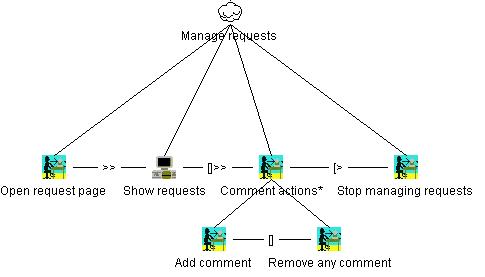 Manage requests
>> []>> [>
Open request page Show requests Comment actions* Stop managing requests
[]
Add comment Remove any comment